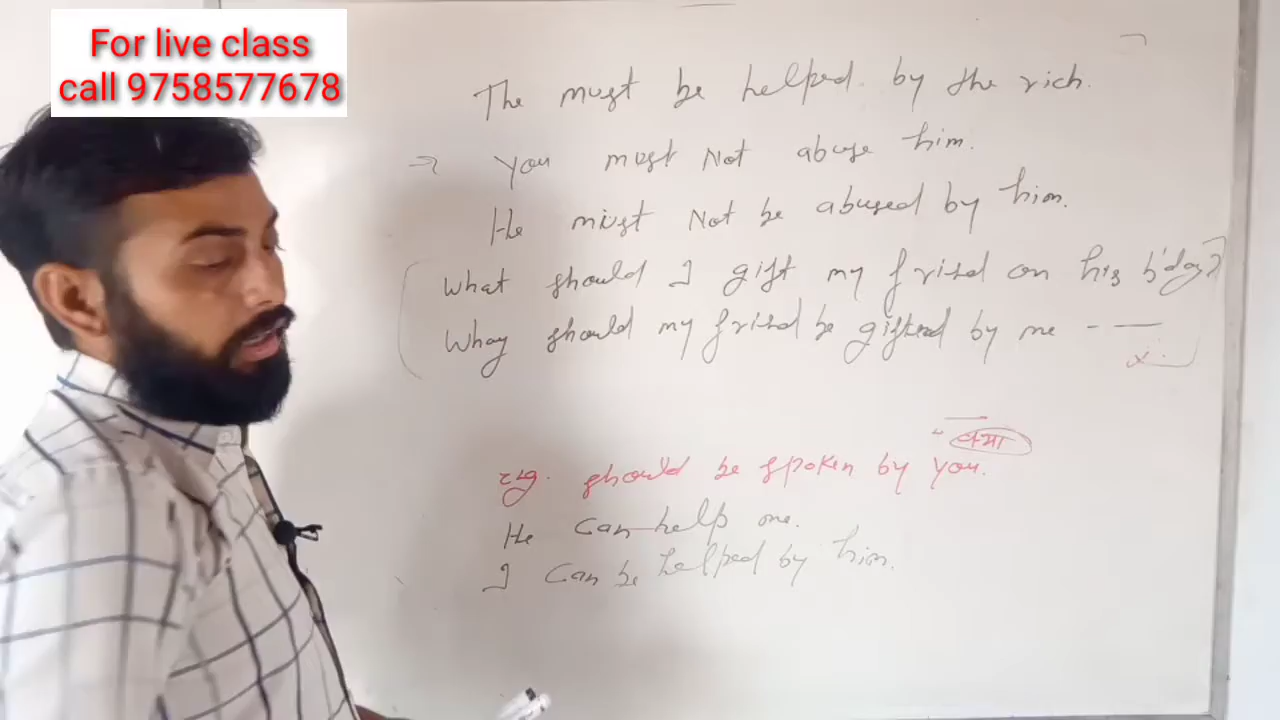 For live class
call 9758577678
The must be helped. by the rich.
→ You must Not abuse him.
He must Not be abused by him.
What should I gift my friend on his b'day?
Whay should my friend be gifted by me - —
Eng. should be spoken by you.
He Can help me.
I Can be helped by him.